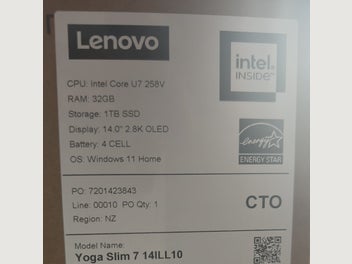 Lenovo
intel.
INSIDE™
CPU: Intel Core U7 258V
RAM: 32GB
Storage: 1TB SSD
Display: 14.0" 2.8K OLED
Battery: 4 CELL
OS: Windows 11 Home
energy
ENERGY STAR
PO: 7201423843
Line: 00010 PO Qty: 1
Region: NZ
CTO
Model Name:
Yoga Slim 7 14ILL10